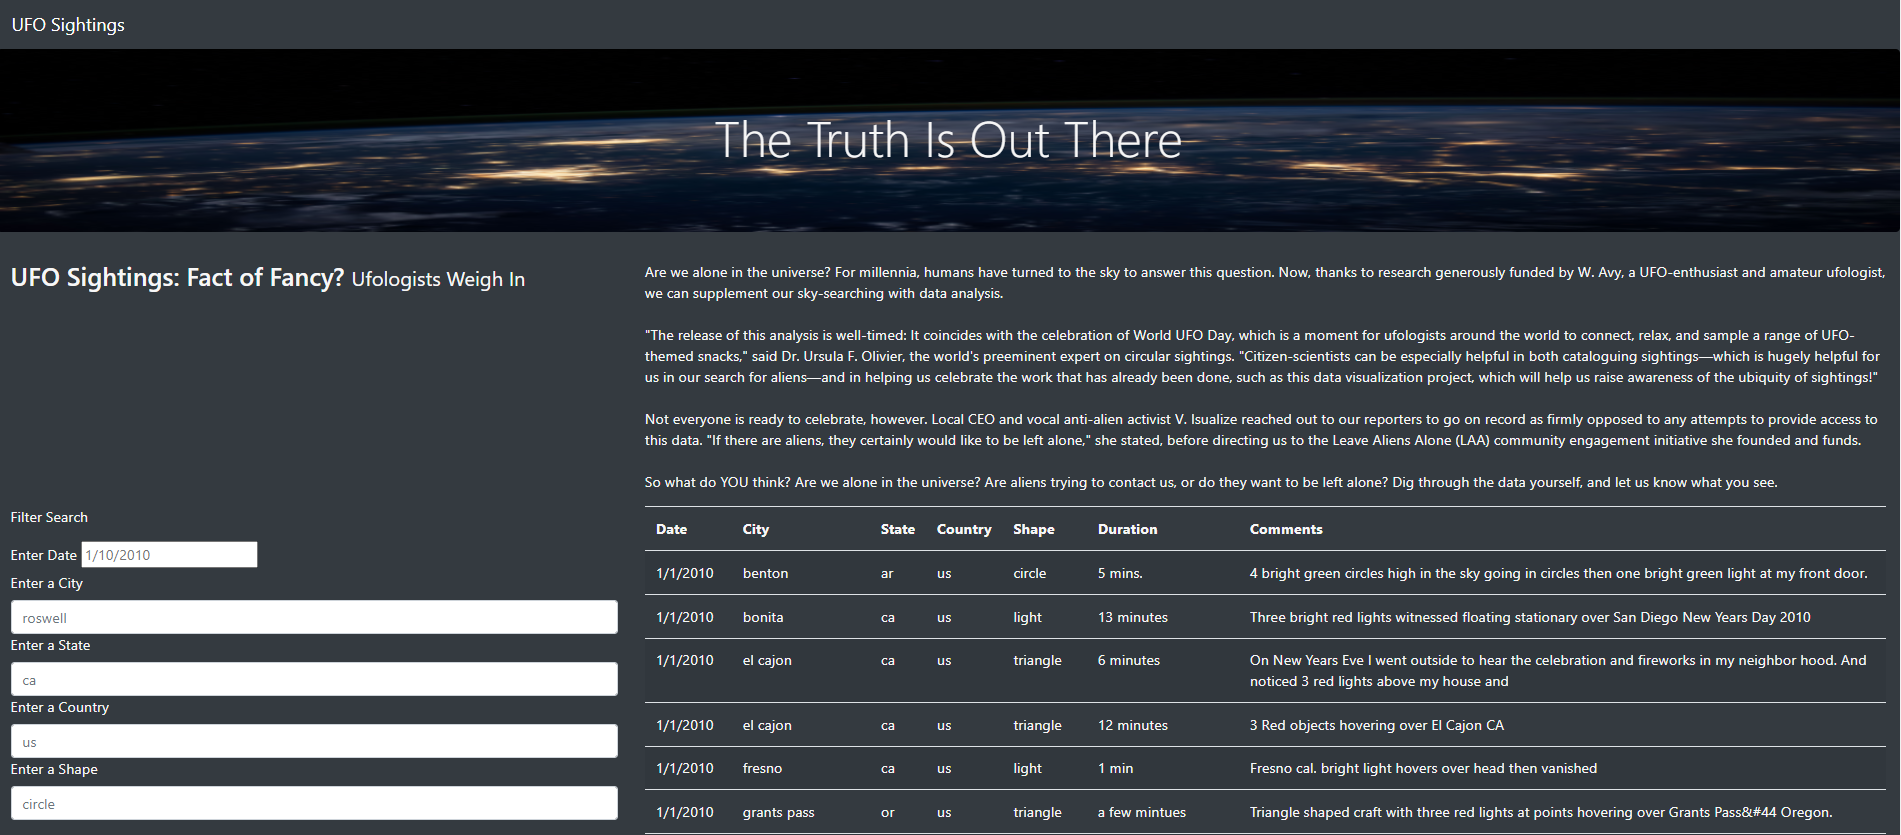 UFO Sightings
The Truth Is Out There
UFO Sightings: Fact of Fancy? Ufologists Weigh In
Are we alone in the universe? For millennia, humans have turned to the sky to answer this question. Now, thanks to research generously funded by W. Avy, a UFO-enthusiast and amateur ufologist,
we can supplement our sky-searching with data analysis.
"The release of this analysis is well-timed: It coincides with the celebration of World UFO Day, which is a moment for ufologists around the world to connect, relax, and sample a range of UFO-
themed snacks," said Dr. Ursula F. Olivier, the world's preeminent expert on circular sightings. "Citizen-scientists can be especially helpful in both cataloguing sightings—which is hugely helpful for
us in our search for aliens—and in helping us celebrate the work that has already been done, such as this data visualization project, which will help us raise awareness of the ubiquity of sightings!"
Not everyone is ready to celebrate, however. Local CEO and vocal anti-alien activist V. Isualize reached out to our reporters to go on record as firmly opposed to any attempts to provide access to
this data. "If there are aliens, they certainly would like to be left alone," she stated, before directing us to the Leave Aliens Alone (LAA) community engagement initiative she founded and funds.
So what do YOU think? Are we alone in the universe? Are aliens trying to contact us, or do they want to be left alone? Dig through the data yourself, and let us know what you see.
Filter Search
Enter Date 1/10/2010
Enter a City
roswell
Enter a State
ca
Enter a Country
us
Enter a Shape
circle
Date City State Country Shape Duration Comments
1/1/2010 benton ar us circle 5 mins. 4 bright green circles high in the sky going in circles then one bright green light at my front door.
1/1/2010 bonita ca us light 13 minutes Three bright red lights witnessed floating stationary over San Diego New Years Day 2010
1/1/2010 el cajon ca us triangle 6 minutes On New Years Eve I went outside to hear the celebration and fireworks in my neighbor hood. And
noticed 3 red lights above my house and
1/1/2010 el cajon ca us triangle 12 minutes 3 Red objects hovering over El Cajon CA
1/1/2010 fresno ca us light 1 min Fresno cal. bright light hovers over head then vanished
1/1/2010 grants pass or us triangle a few mintues Triangle shaped craft with three red lights at points hovering over Grants Pass&#44 Oregon.